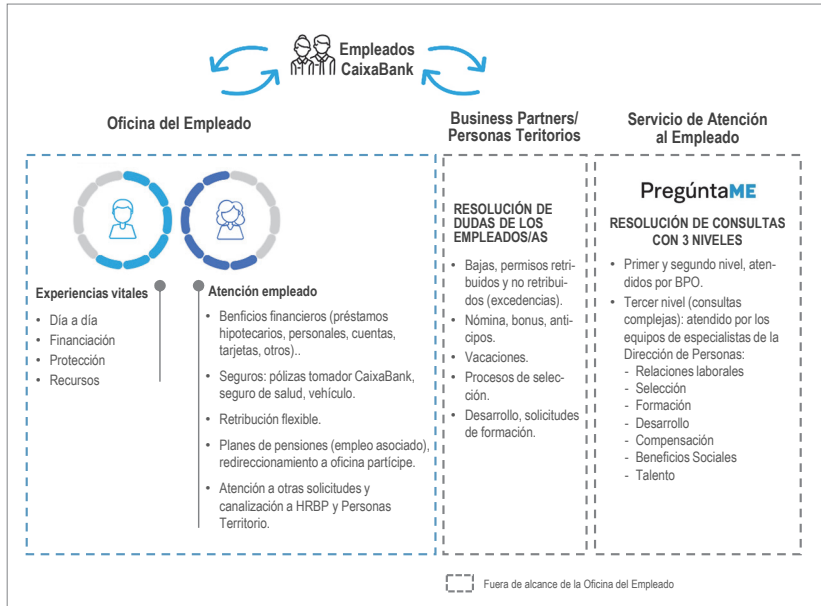 Empleados
CaixaBank
Oficina del Empleado
Business Partners/
Personas Teritorios
Servicio de Atención
al Empleado
Experiencias vitales
• Día a día
• Financiación
• Protección
• Recursos
Atención empleado
• Benficios financieros (préstamos
hipotecarios, personales, cuentas,
tarjetas, otros)..
• Seguros: pólizas tomador CaixaBank,
seguro de salud, vehículo.
• Retribución flexible.
• Planes de pensiones (empleo asociado),
redireccionamiento a oficina partícipe.
• Atención a otras solicitudes y
canalización a HRBP y Personas
Territorio.
RESOLUCIÓN DE
DUDAS DE LOS
EMPLEADOS/AS
• Bajas, permisos retri-
buidos y no retribui-
dos (excedencias).
• Nómina, bonus, anti-
cipos.
• Vacaciones.
• Procesos de selec-
ción.
• Desarrollo, solicitudes
de formación.
PregúntaME
RESOLUCIÓN DE CONSULTAS
CON 3 NIVELES
• Primer y segundo nivel, aten-
didos por BPO.
• Tercer nivel (consultas
complejas): atendido por los
equipos de especialistas de la
Dirección de Personas:
- Relaciones laborales
- Selección
- Formación
- Desarrollo
- Compensación
- Beneficios Sociales
- Talento
Fuera de alcance de la Oficina del Empleado